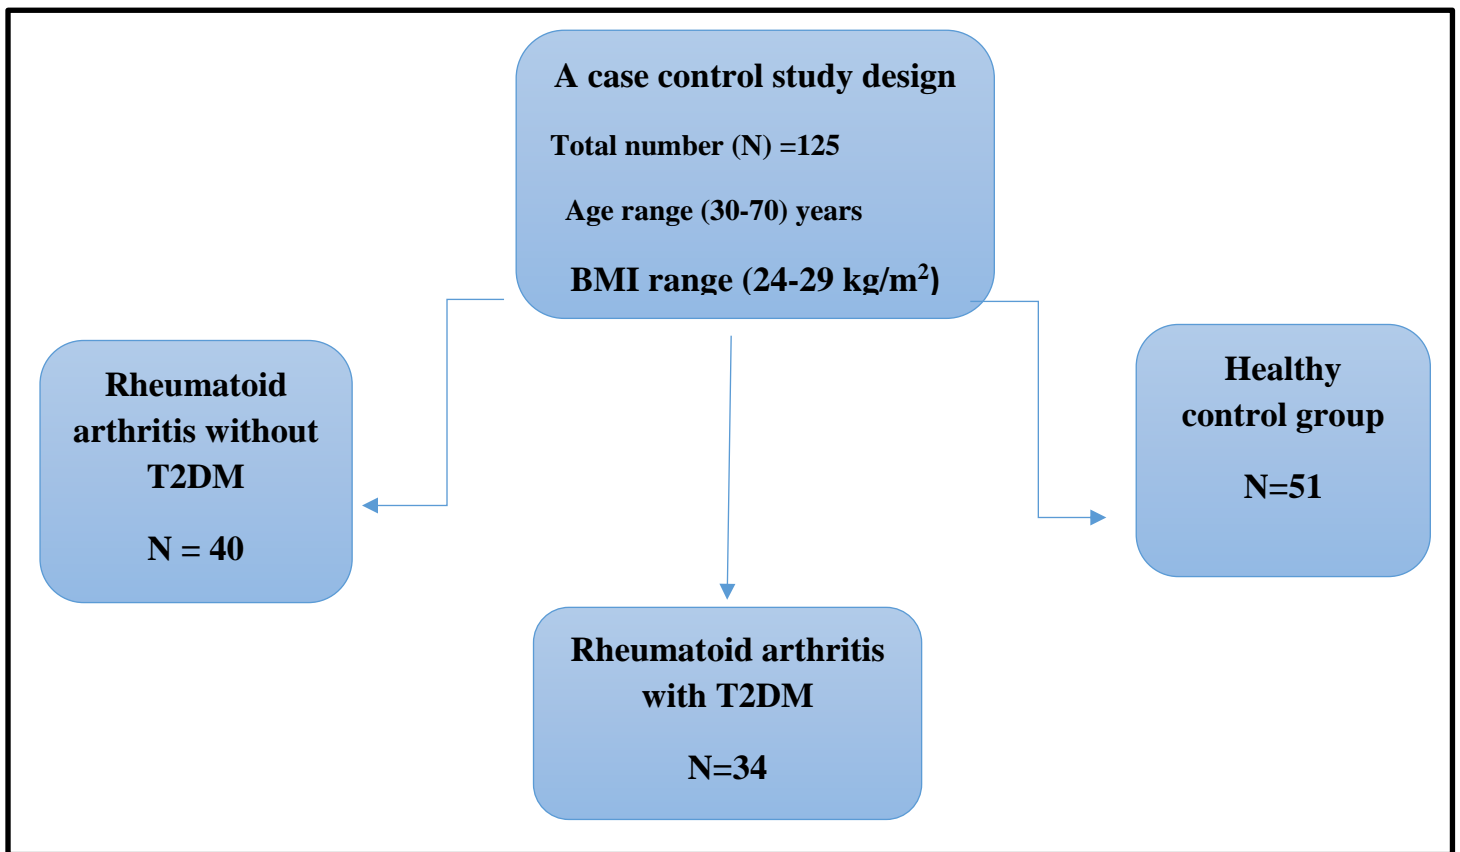 A case control study design
Total number (N) =125
Age range (30-70) years
BMI range (24-29 kg/m²)
Rheumatoid
arthritis without
T2DM
N = 40
Rheumatoid arthritis
with T2DM
N=34
Healthy
control group
N=51